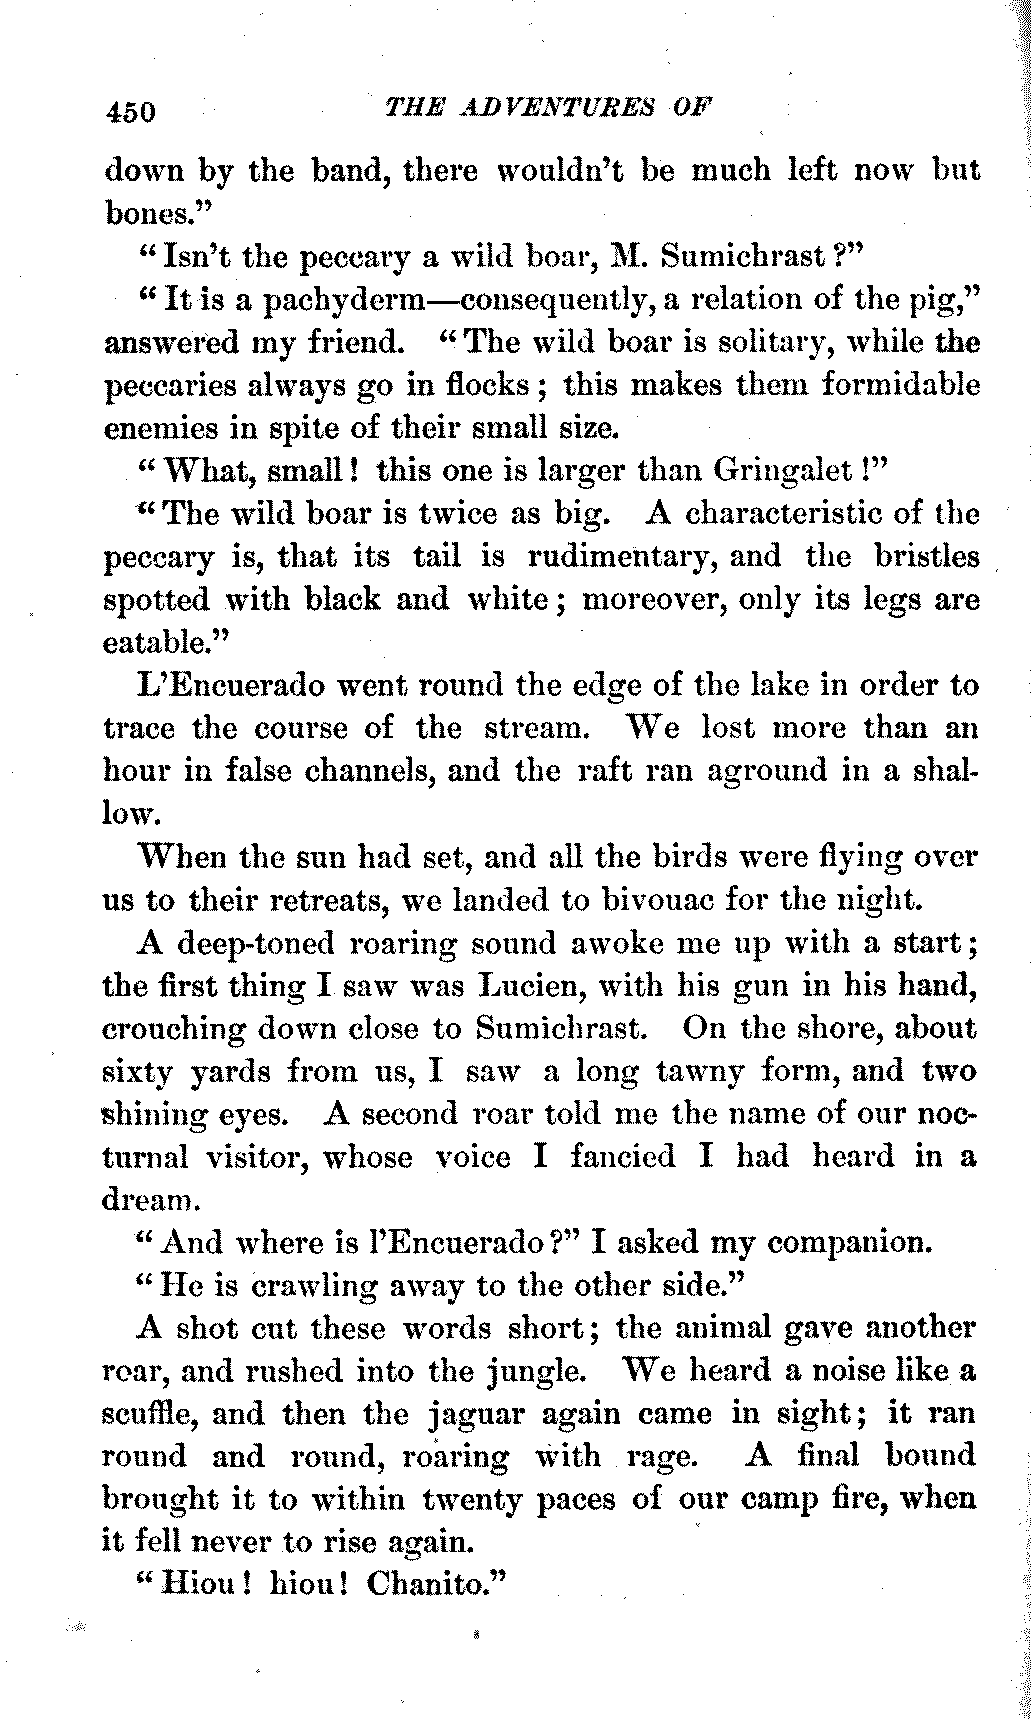 450 THE ADVENTURES OF
down by the band, there wouldn't be much left now but
bones."
"Isn't the peccary a wild boar, M. Sumichrast?"
"It is a pachyderm—consequently, a relation of the pig,"
answered my friend. "The wild boar is solitary, while the
peccaries always go in flocks; this makes them formidable
enemies in spite of their small size.
"What, small! this one is larger than Gringalet!"
"The wild boar is twice as big. A characteristic of the
peccary is, that its tail is rudimentary, and the bristles
spotted with black and white; moreover, only its legs are
eatable."
L'Encuerado went round the edge of the lake in order to
trace the course of the stream. We lost more than an
hour in false channels, and the raft ran aground in a shal-
low.
When the sun had set, and all the birds were flying over
us to their retreats, we landed to bivouac for the night.
A deep-toned roaring sound awoke me up with a start;
the first thing I saw was Lucien, with his gun in his hand,
crouching down close to Sumichrast. On the shore, about
sixty yards from us, I saw a long tawny form, and two
shining eyes. A second roar told me the name of our noc-
turnal visitor, whose voice I fancied I had heard in a
dream.
"And where is l'Encuerado?" I asked my companion.
"He is crawling away to the other side."
A shot cut these words short; the animal gave another
roar, and rushed into the jungle. We heard a noise like a
scuffle, and then the jaguar again came in sight; it ran
round and round, roaring with rage. A final bound
brought it to within twenty paces of our camp fire, when
it fell never to rise again.
"Hiou! hiou! Chanito."